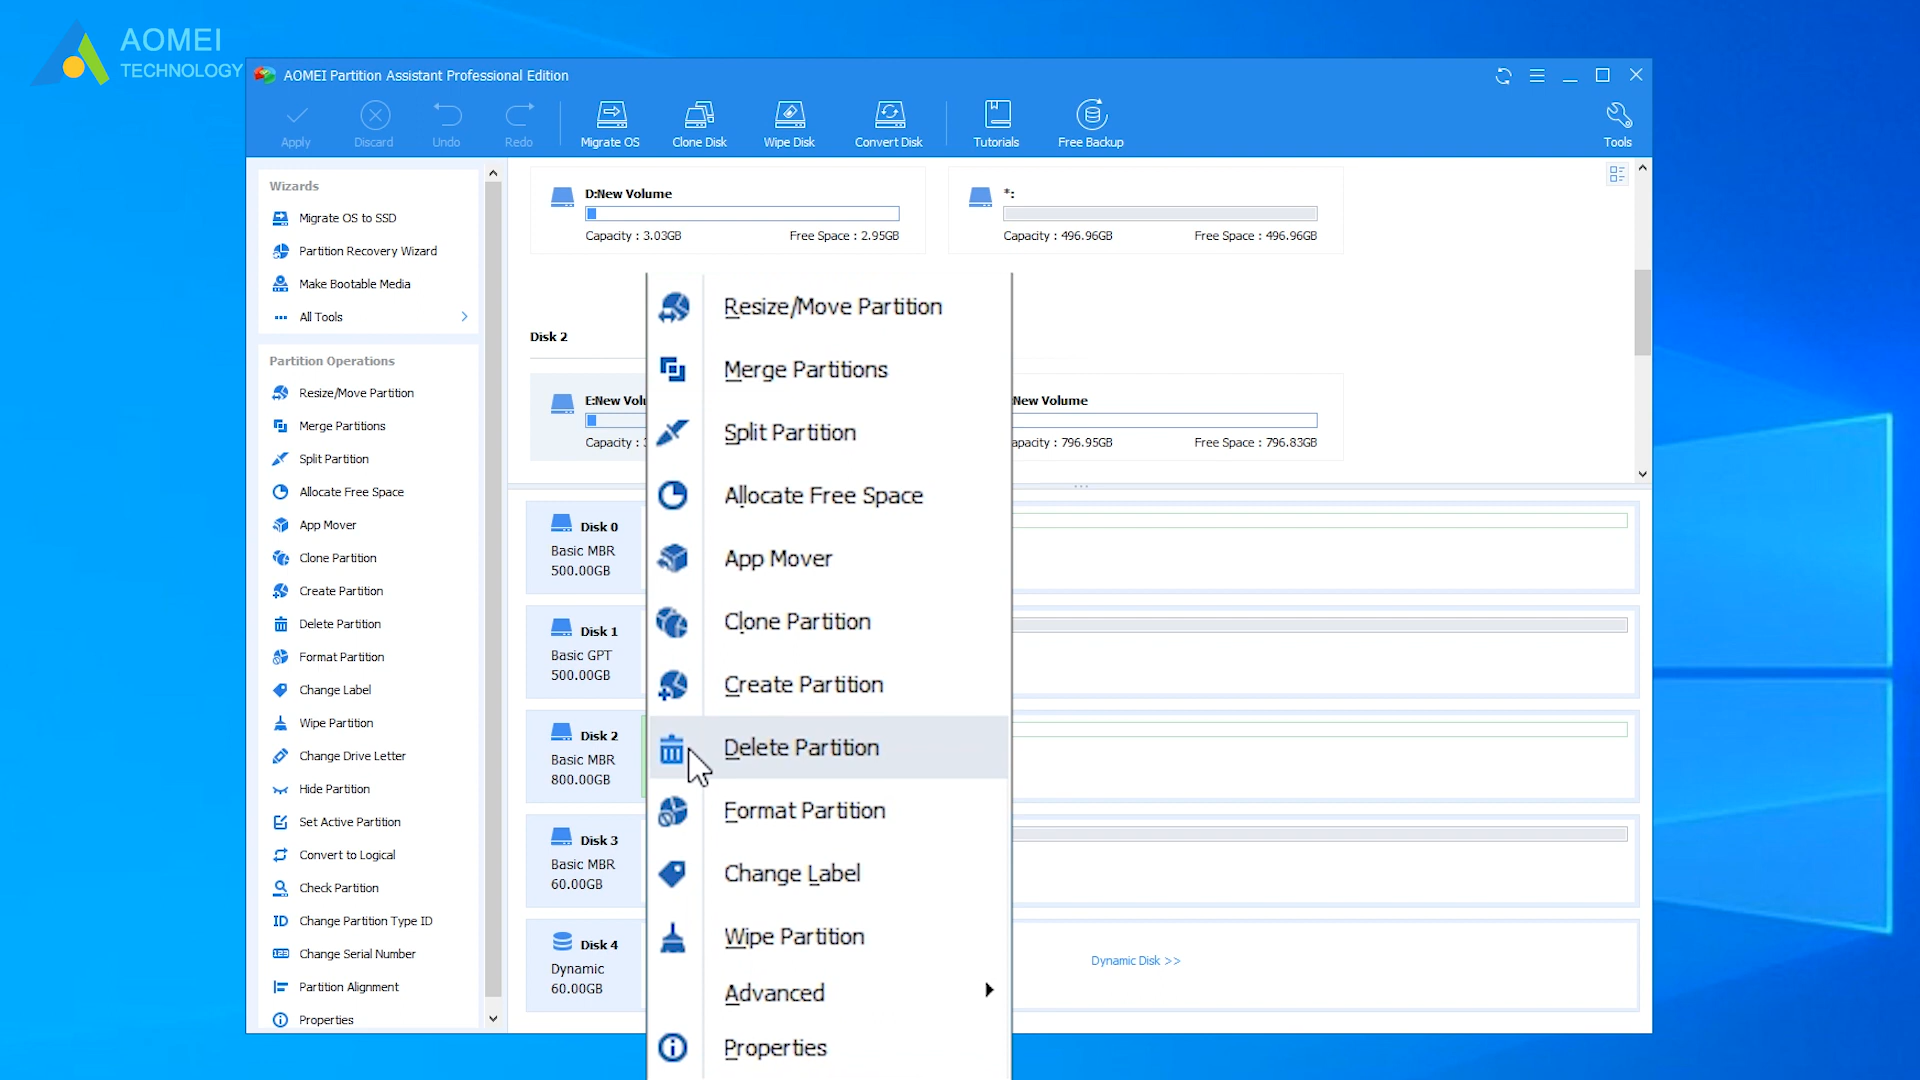 AOMEI
TECHNOLOGY
AOMEI Partition Assistant Professional Edition
Apply
Discard
Undo
Redo
Migrate OS
Clone Disk
Wipe Disk
Convert Disk
Tutorials
Free Backup
Tools
Wizards
Migrate OS to SSD
Partition Recovery Wizard
Make Bootable Media
All Tools
Partition Operations
Resize/Move Partition
Merge Partitions
Split Partition
Allocate Free Space
App Mover
Clone Partition
Create Partition
Delete Partition
Format Partition
Change Label
Wipe Partition
Change Drive Letter
Hide Partition
Set Active Partition
Convert to Logical
Check Partition
ID Change Partition Type ID
Change Serial Number
Partition Alignment
Properties
D:New Volume
Capacity : 3.03GB Free Space : 2.95GB
*:
Capacity : 496.96GB Free Space : 496.96GB
Disk 2
E:New Vol
Capacity :
New Volume
apacity : 796.95GB Free Space : 796.83GB
Disk 0
Basic MBR
500.00GB
Disk 1
Basic GPT
500.00GB
Disk 2
Basic MBR
800.00GB
Disk 3
Basic MBR
60.00GB
Disk 4
Dynamic
60.00GB
Dynamic Disk >>
Resize/Move Partition
Merge Partitions
Split Partition
Allocate Free Space
App Mover
Clone Partition
Create Partition
Delete Partition
Format Partition
Change Label
Wipe Partition
Advanced
Properties